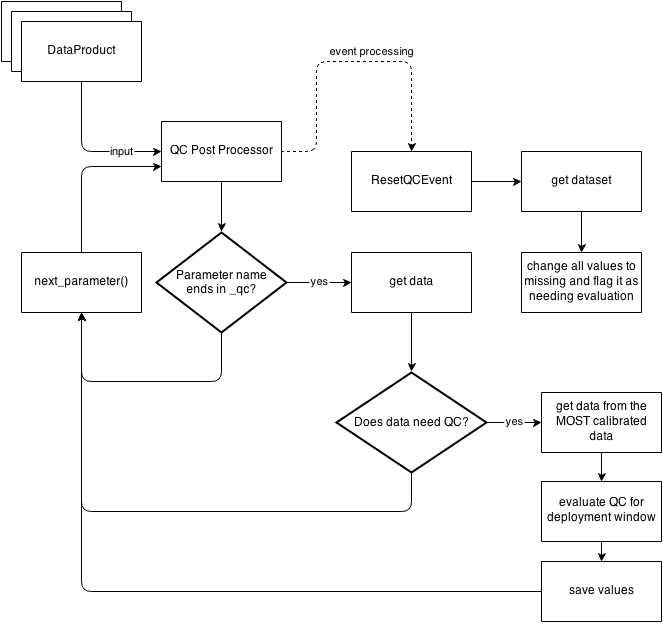 event processing
DataProduct
input
QC Post Processor
ResetQCEvent
get dataset
next_parameter()
Parameter name
ends in _qc?
yes
get data
change all values to
missing and flag it as
needing evaluation
Does data need QC?
yes
get data from the
MOST calibrated
data
evaluate QC for
deployment window
save values